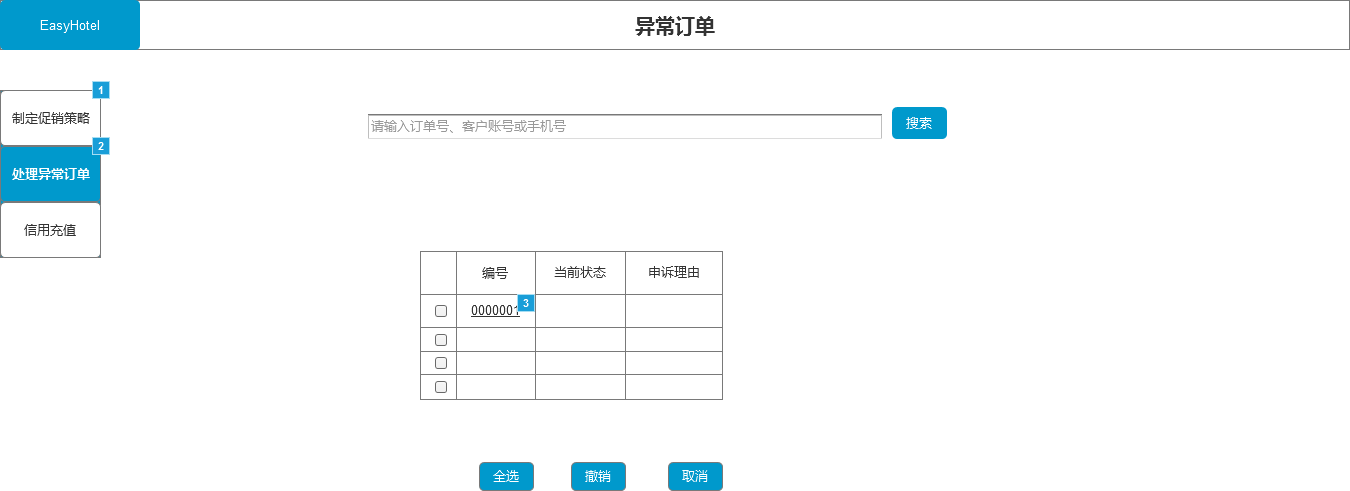 EasyHotel
异常订单
1
制定促销策略
2
处理异常订单
信用充值
请输入订单号、客户账号或手机号
搜索
编号 当前状态 申诉理由
0000001
3
全选 撤销 取消